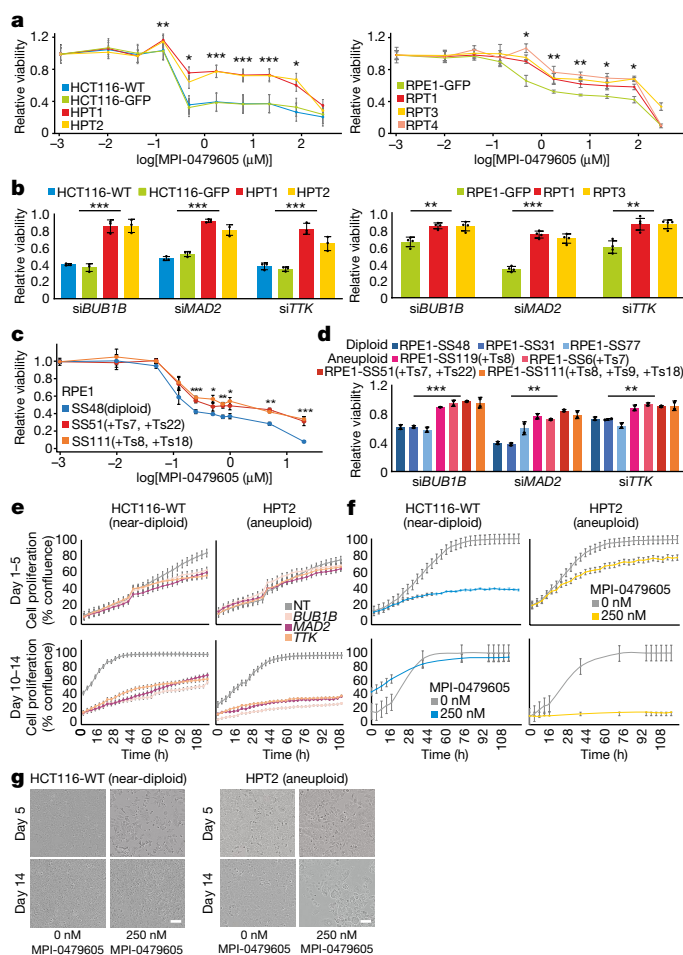 a
Relative viability
1.2
0.8
0.4
0
** * *** *** *** *
HCT116-WT
HCT116-GFP
HPT1
HPT2
−3 −2 −1 0 1 2
log[MPI-0479605 (μM)]
Relative viability
1.2
0.8
0.4
0
* ** ** * *
RPE1-GFP
RPT1
RPT3
RPT4
−3 −2 −1 0 1 2
log[MPI-0479605 (μM)]
b
HCT116-WT HCT116-GFP HPT1 HPT2
Relative viability
1.0
0.8
0.6
0.4
0.2
0
*** *** ***
siBUB1B siMAD2 siTTK
RPE1-GFP RPT1 RPT3
Relative viability
1.0
0.8
0.6
0.4
0.2
0
** *** **
siBUB1B siMAD2 siTTK
c
Relative viability
1.2
1.0
0.8
0.6
0.4
0.2
0
RPE1
SS48(diploid)
SS51(+Ts7, +Ts22)
SS111(+Ts8, +Ts18)
*** * ** * ** ***
−3 −2 −1 0 1
log[MPI-0479605 (μM)]
d
Diploid RPE1-SS48 RPE1-SS31 RPE1-SS77
Aneuploid RPE1-SS119(+Ts8) RPE1-SS6(+Ts7)
RPE1-SS51(+Ts7, +Ts22) RPE1-SS111(+Ts8, +Ts9, +Ts18)
Relative viability
1.2
1.0
0.8
0.6
0.4
0.2
0
*** ** **
siBUB1B siMAD2 siTTK
e
HCT116-WT
(near-diploid)
HPT2
(aneuploid)
Day 1–5
Cell proliferation
(% confluence)
100
80
60
40
20
0
NT
BUB1B
MAD2
TTK
Day 10–14
Cell proliferation
(% confluence)
100
80
60
40
20
0
0 16 32 44 60 76 92 108
Time (h)
0 16 32 44 60 76 92 108
Time (h)
f
HCT116-WT
(near-diploid)
HPT2
(aneuploid)
100
80
60
40
20
0
MPI-0479605
0 nM
250 nM
100
80
60
40
20
0
MPI-0479605
0 nM
250 nM
0 16 28 44 60 76 92 108
Time (h)
0 16 28 44 60 76 92 108
Time (h)
g
HCT116-WT (near-diploid)
HPT2 (aneuploid)
Day 5
Day 14
0 nM 250 nM
MPI-0479605 MPI-0479605
Day 5
Day 14
0 nM 250 nM
MPI-0479605 MPI-0479605